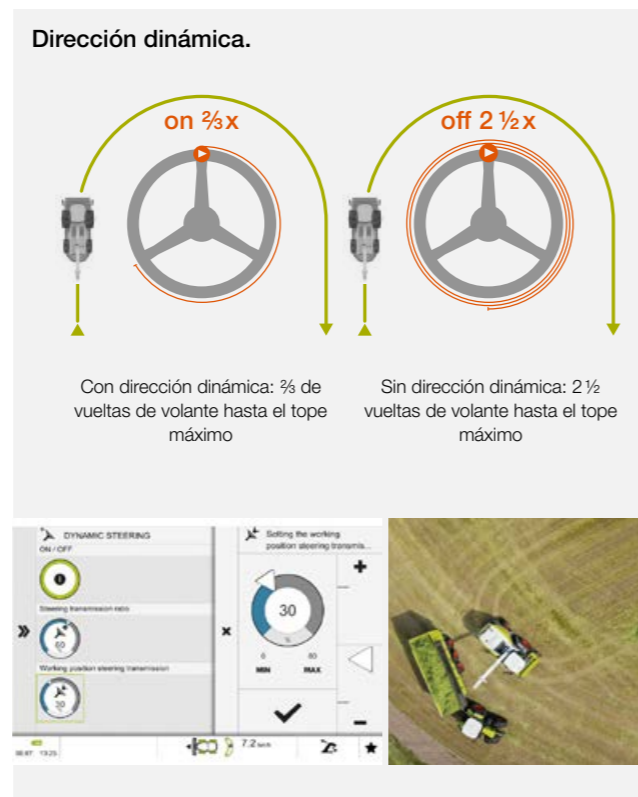 Dirección dinámica.
on ⅔x
off 2 ½x
Con dirección dinámica: ⅔ de
vueltas de volante hasta el tope
máximo
Sin dirección dinámica: 2 ½
vueltas de volante hasta el tope
máximo
DYNAMIC STEERING
ON / OFF
Steering transmission ratio
60
Working position steering transmission
30
Setting the working
position steering transmis...
30
%
0
MIN
MAX
7.2 km/h